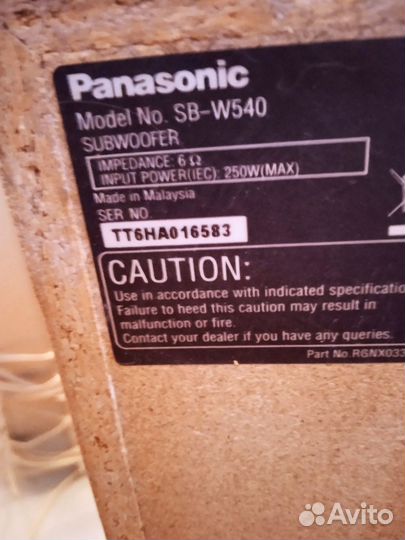 Panasonic
Model No. SB-W540
SUBWOOFER
IMPEDANCE: 6 Ω
INPUT POWER(IEC): 250W(MAX)
Made in Malaysia
SER NO.
TT6HA016583
CAUTION:
Use in accordance with indicated specificatio
Failure to heed this caution may result in
malfunction or fire.
Contact your dealer if you have any queries.
Part No.RGNX033
Avito